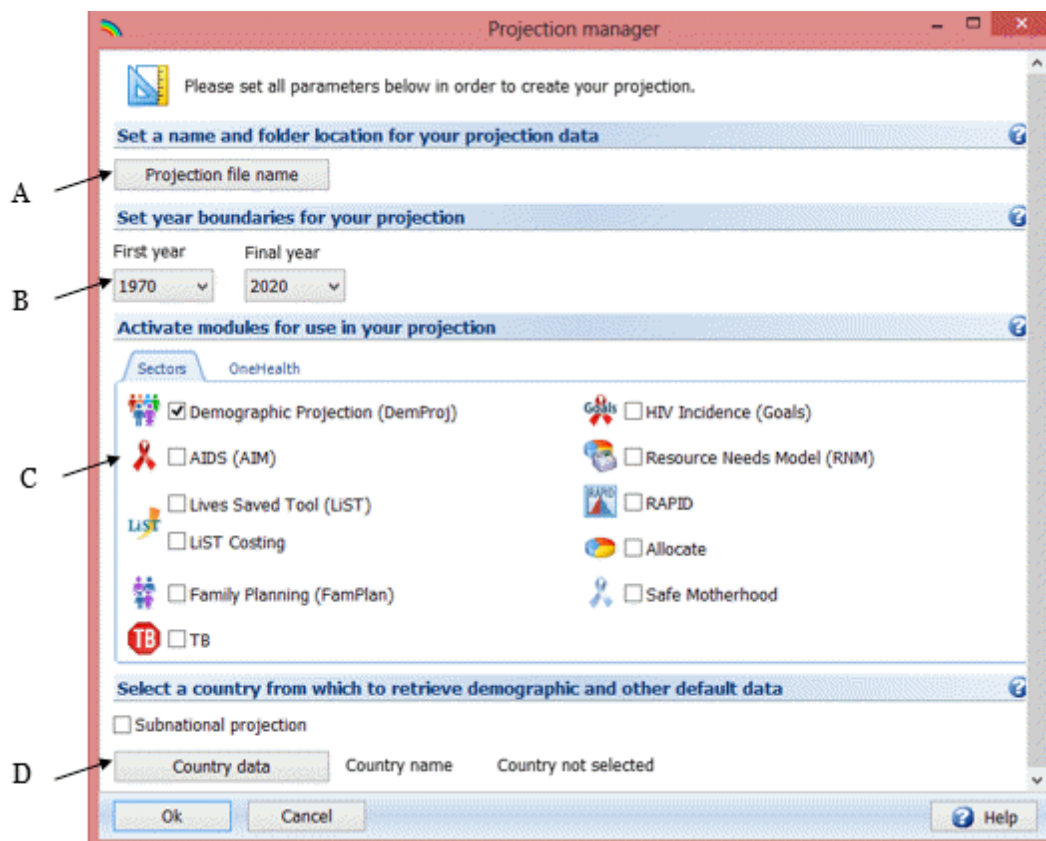 Projection manager
Please set all parameters below in order to create your projection.
Set a name and folder location for your projection data
A
Projection file name
Set year boundaries for your projection
First year Final year
B
1970 2020
Activate modules for use in your projection
Sectors OneHealth
Demographic Projection (DemProj) Goals HIV Incidence (Goals)
C
AIDS (AIM) Resource Needs Model (RNM)
LiST Lives Saved Tool (LiST) RAPID RAPID
LiST Costing Allocate
Family Planning (FamPlan) Safe Motherhood
TB TB
Select a country from which to retrieve demographic and other default data
Subnational projection
D
Country data Country name Country not selected
Ok Cancel Help